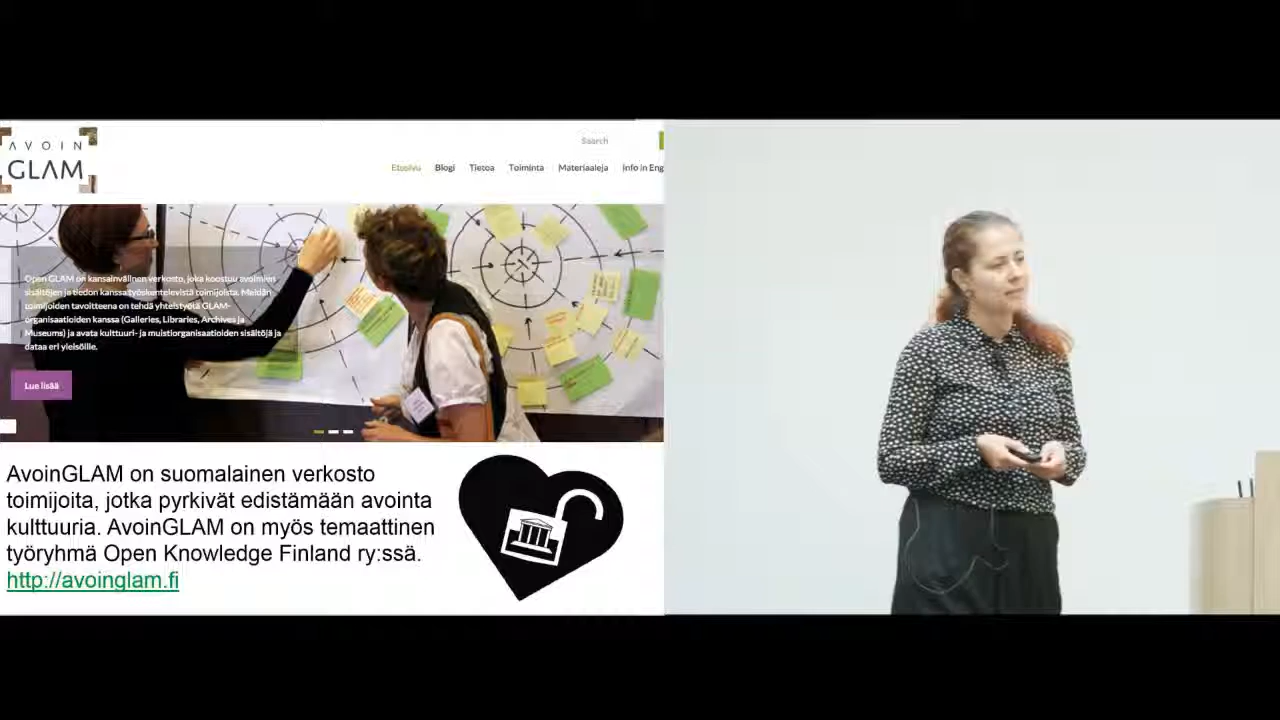 AVOIN
GLAM
Search
Etusivu Blogi Tietoa Toiminta Materiaaleja Info in Eng
Open GLAM on kansainvälinen verkosto, joka koostuu avoimien
sisältöjen ja tiedon kanssa työskentelevistä toimijoista. Meidän
toimijoiden tavoitteena on tehdä yhteistyötä GLAM-
organisaatioiden kanssa (Galleries, Libraries, Archives ja
Museums) ja avata kulttuuri- ja muistiorganisaatioiden sisältöjä ja
dataa eri yleisöille.
Lue lisää
AvoinGLAM on suomalainen verkosto
toimijoita, jotka pyrkivät edistämään avointa
kulttuuria. AvoinGLAM on myös temaattinen
työryhmä Open Knowledge Finland ry:ssä.
http://avoinglam.fi